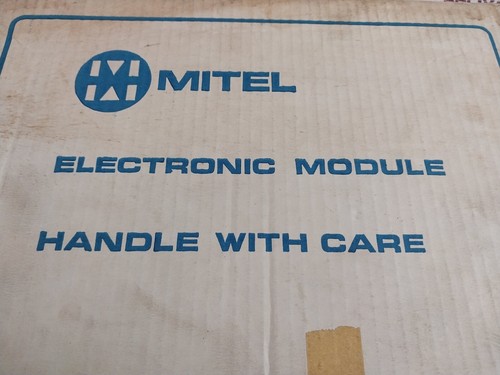 MITEL
ELECTRONIC MODULE
HANDLE WITH CARE